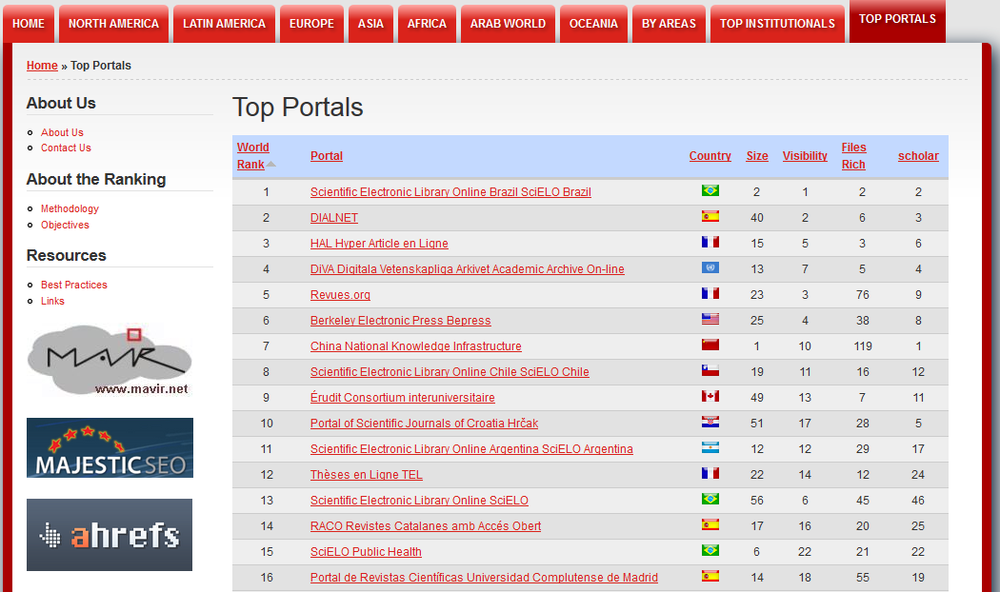 HOME NORTH AMERICA LATIN AMERICA EUROPE ASIA AFRICA ARAB WORLD OCEANIA BY AREAS TOP INSTITUTIONALS TOP PORTALS
Home » Top Portals
About Us
About Us
Contact Us
About the Ranking
Methodology
Objectives
Resources
Best Practices
Links
MAVIR
www.mavir.net
MAJESTICSEO
ahrefs
Top Portals
World Rank Portal Country Size Visibility Files Rich scholar
1 Scientific Electronic Library Online Brazil SciELO Brazil 2 1 2 2
2 DIALNET 40 2 6 3
3 HAL Hyper Article en Ligne 15 5 3 6
4 DiVA Digitala Vetenskapliga Arkivet Academic Archive On-line 13 7 5 4
5 Revues.org 23 3 76 9
6 Berkeley Electronic Press Bepress 25 4 38 8
7 China National Knowledge Infrastructure 1 10 119 1
8 Scientific Electronic Library Online Chile SciELO Chile 19 11 16 12
9 Érudit Consortium interuniversitaire 49 13 7 11
10 Portal of Scientific Journals of Croatia Hrčak 51 17 28 5
11 Scientific Electronic Library Online Argentina SciELO Argentina 12 12 29 17
12 Thèses en Ligne TEL 22 14 12 24
13 Scientific Electronic Library Online SciELO 56 6 45 46
14 RACO Revistes Catalanes amb Accés Obert 17 16 20 25
15 SciELO Public Health 6 22 21 22
16 Portal de Revistas Científicas Universidad Complutense de Madrid 14 18 55 19